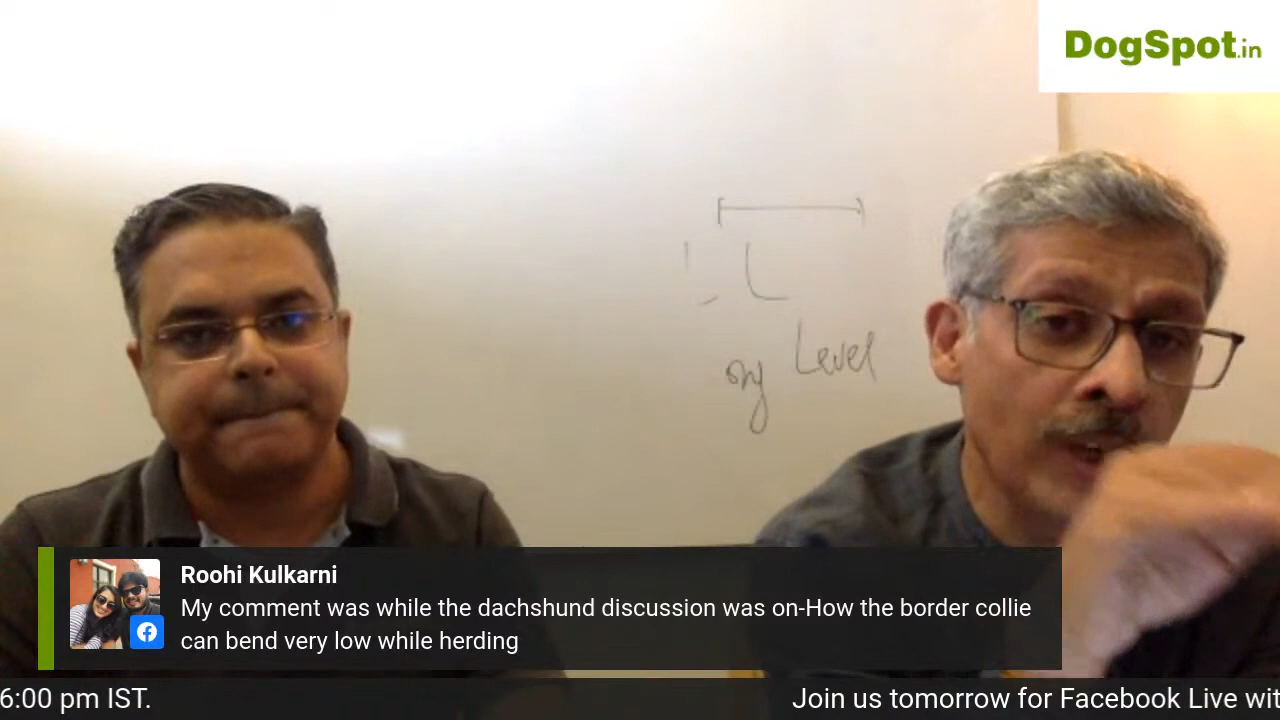 DogSpot.in
Level
Roohi Kulkarni
My comment was while the dachshund discussion was on-How the border collie
can bend very low while herding
6:00 pm IST. Join us tomorrow for Facebook Live wit